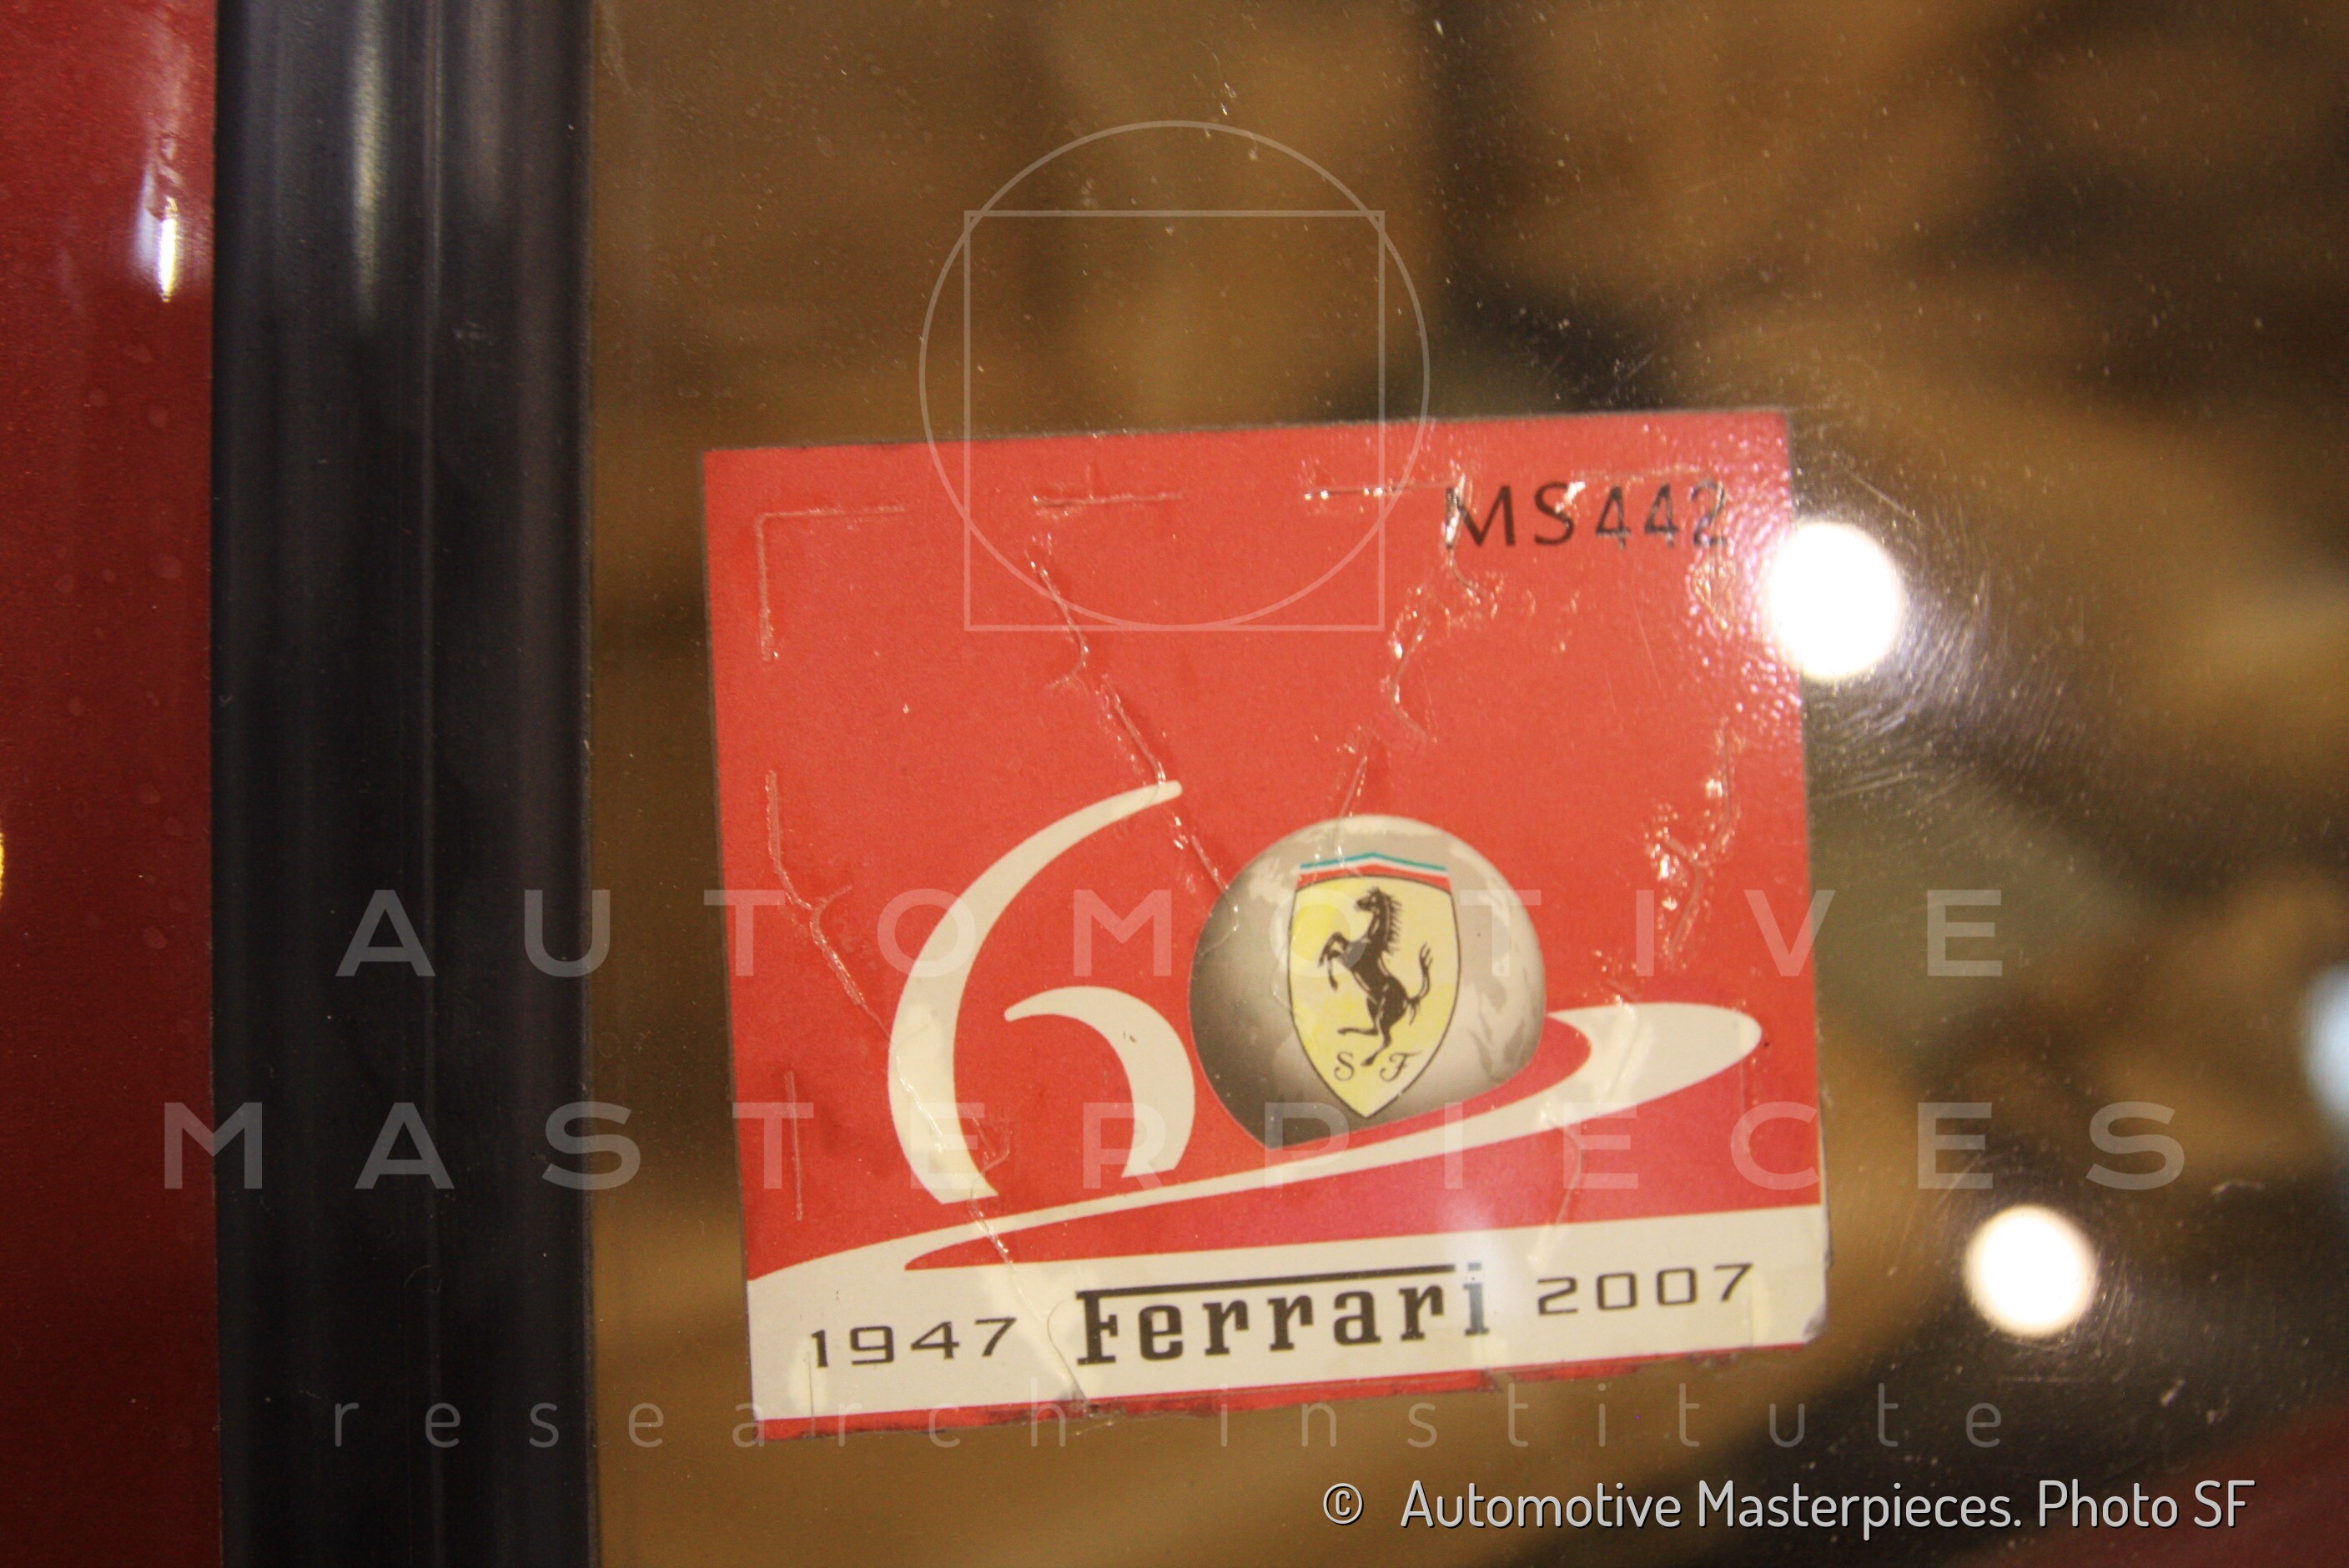 MS442
60
S F
1947 Ferrari 2007
AUTOMOTIVE
MASTERPIECES
research institute
© Automotive Masterpieces. Photo SF